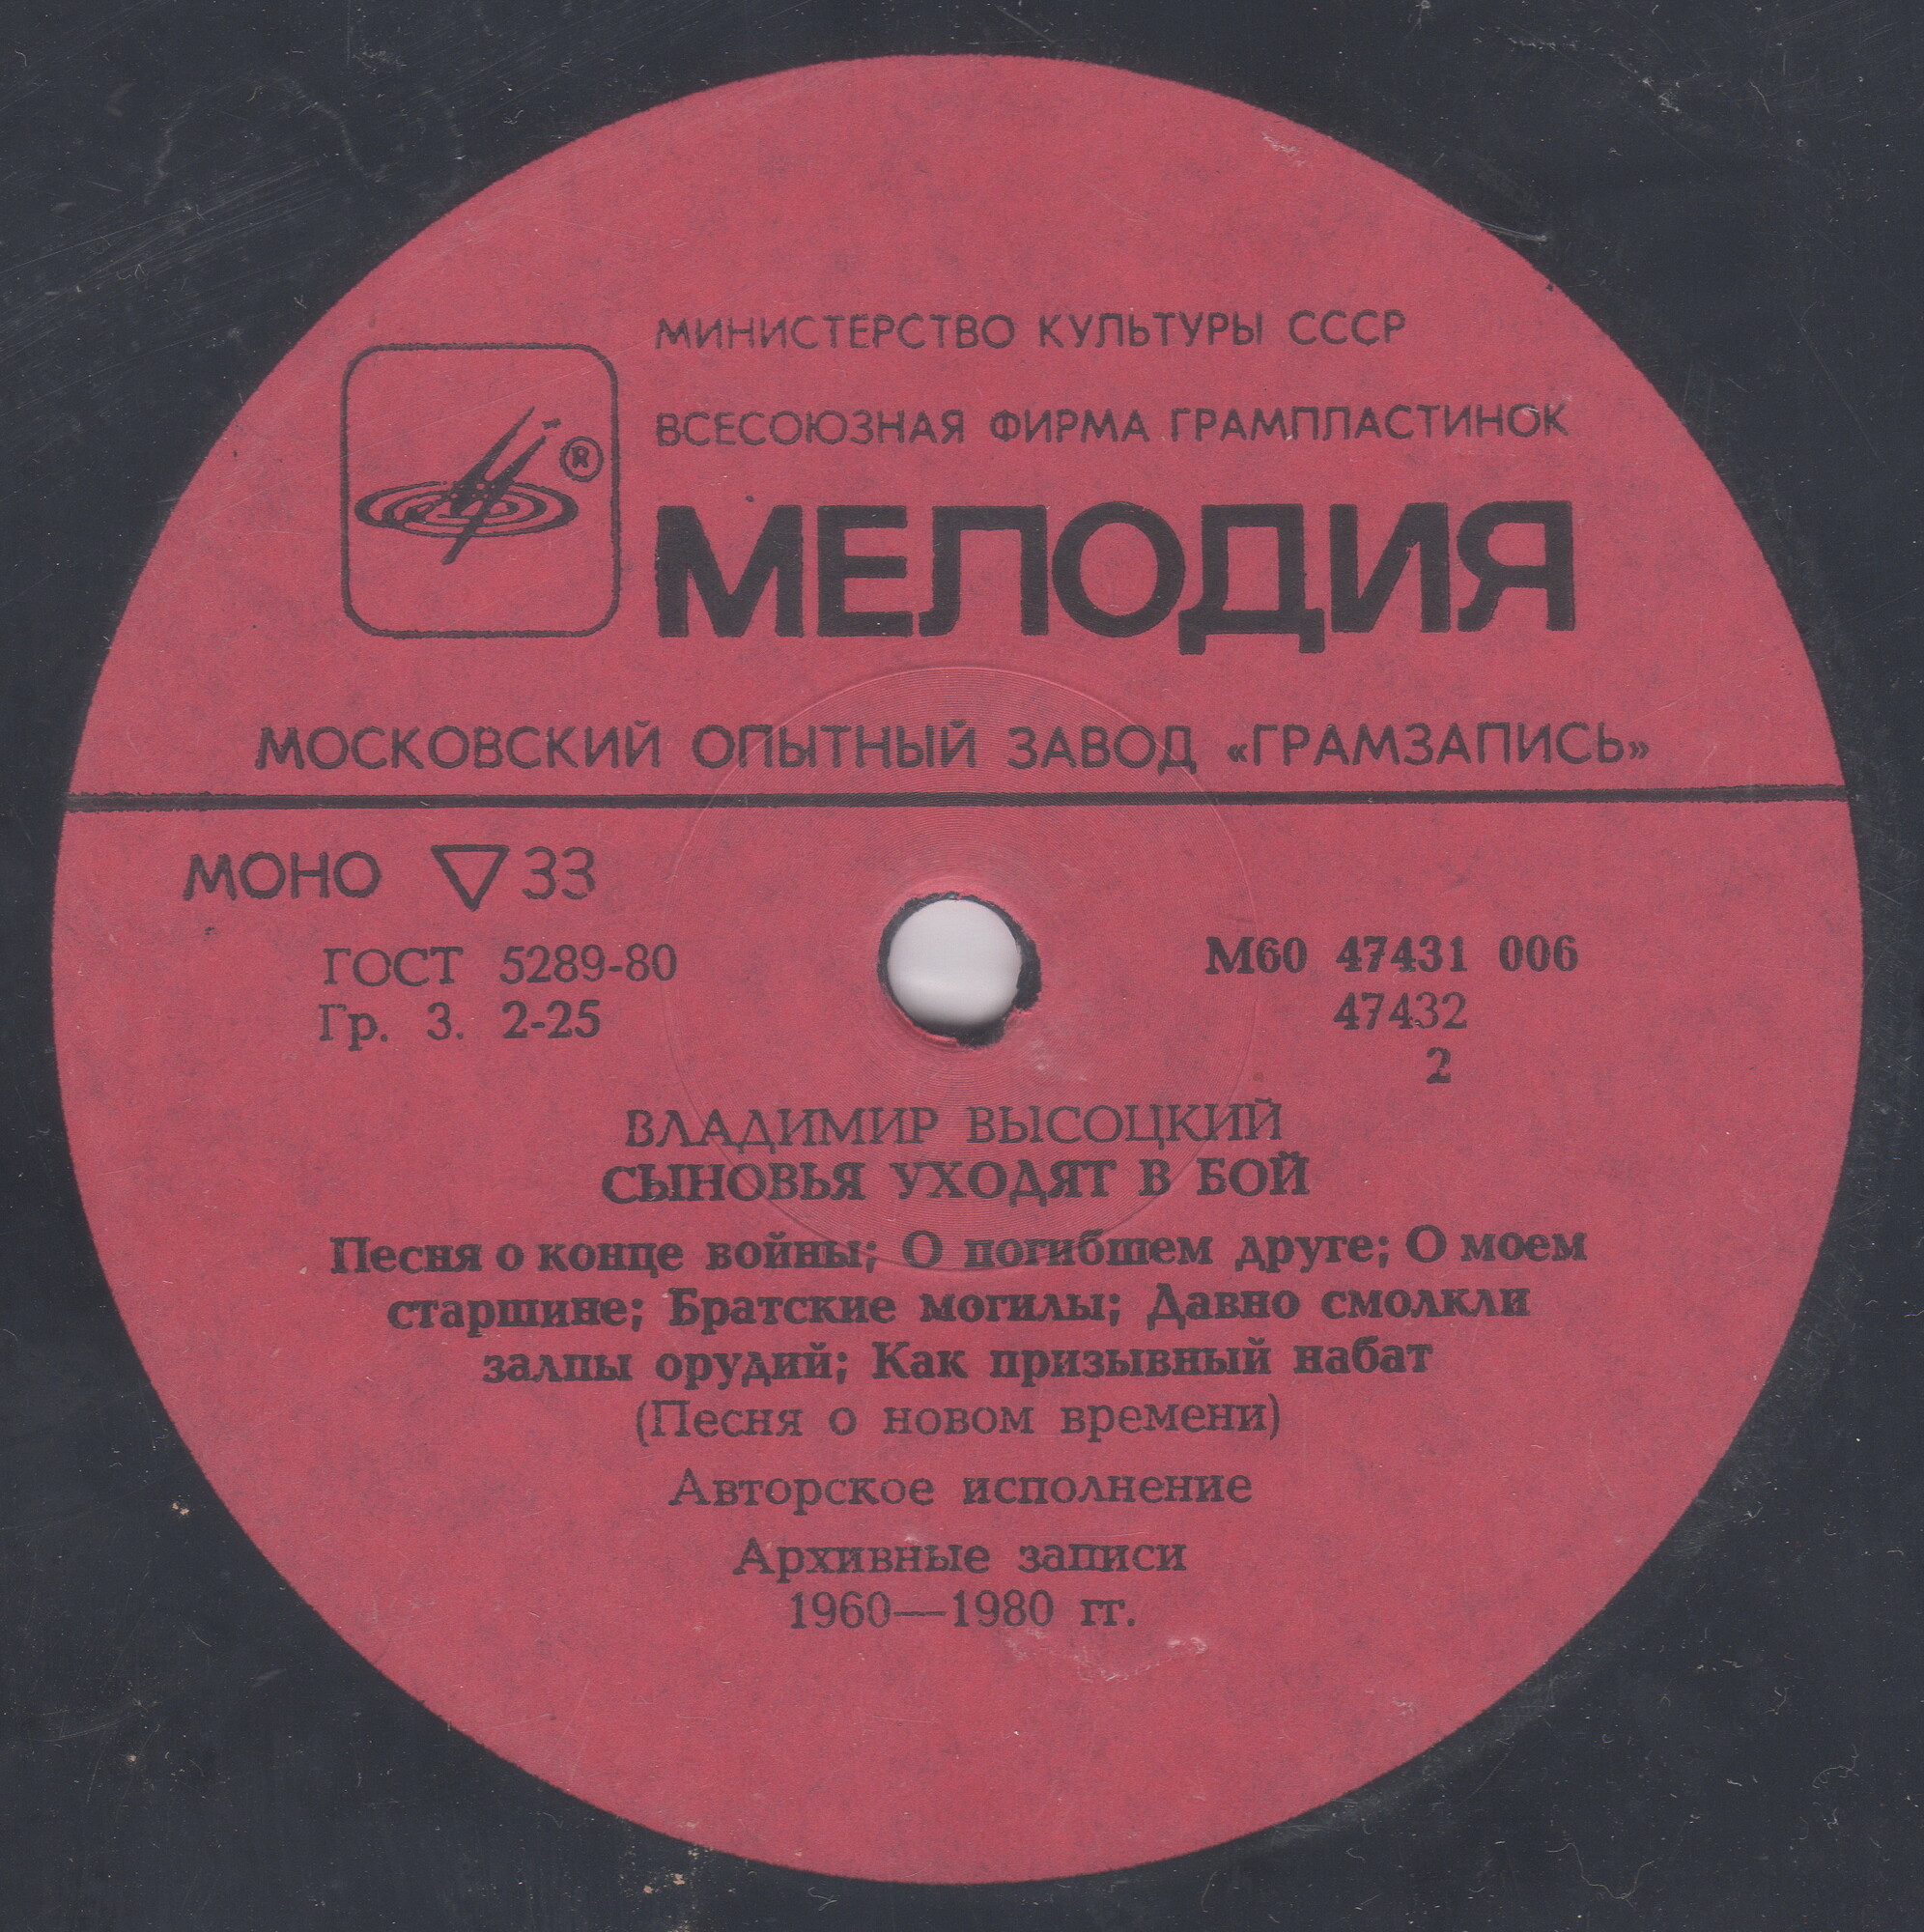 МИНИСТЕРСТВО КУЛЬТУРЫ СССР
ВСЕСОЮЗНАЯ ФИРМА ГРАМПЛАСТИНОК
®
МЕЛОДИЯ
МОСКОВСКИЙ ОПЫТНЫЙ ЗАВОД «ГРАМЗАПИСЬ»
МОНО ▽ 33
ГОСТ 5289-80
Гр. 3. 2-25
М60 47431 006
47432
2
ВЛАДИМИР ВЫСОЦКИЙ
СЫНОВЬЯ УХОДЯТ В БОЙ
Песня о конце войны; О погибшем друге; О моем
старшине; Братские могилы; Давно смолкли
залпы орудий; Как призывный набат
(Песня о новом времени)
Авторское исполнение
Архивные записи
1960—1980 гг.